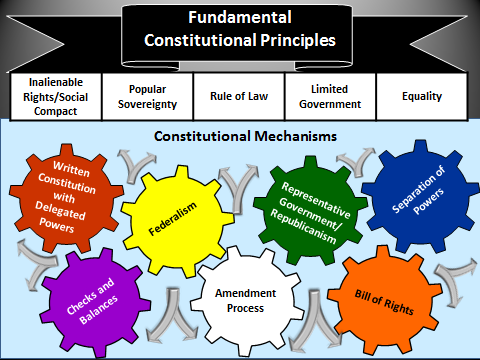 Fundamental
Constitutional Principles
Inalienable
Rights/Social
Compact
Popular
Sovereignty
Rule of Law
Limited
Government
Equality
Constitutional Mechanisms
Written
Constitution
with
Delegated
Powers
Federalism
Representative
Government/
Republicanism
Separation of
Powers
Checks and
Balances
Amendment
Process
Bill of Rights